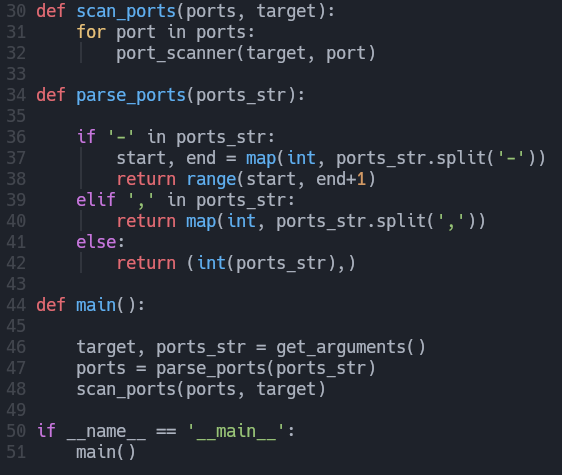 30 def scan_ports(ports, target):
31     for port in ports:
32         port_scanner(target, port)
33
34 def parse_ports(ports_str):
35
36     if '-' in ports_str:
37         start, end = map(int, ports_str.split('-'))
38         return range(start, end+1)
39     elif ',' in ports_str:
40         return map(int, ports_str.split(','))
41     else:
42         return (int(ports_str),)
43
44 def main():
45
46     target, ports_str = get_arguments()
47     ports = parse_ports(ports_str)
48     scan_ports(ports, target)
49
50 if __name__ == '__main__':
51     main()